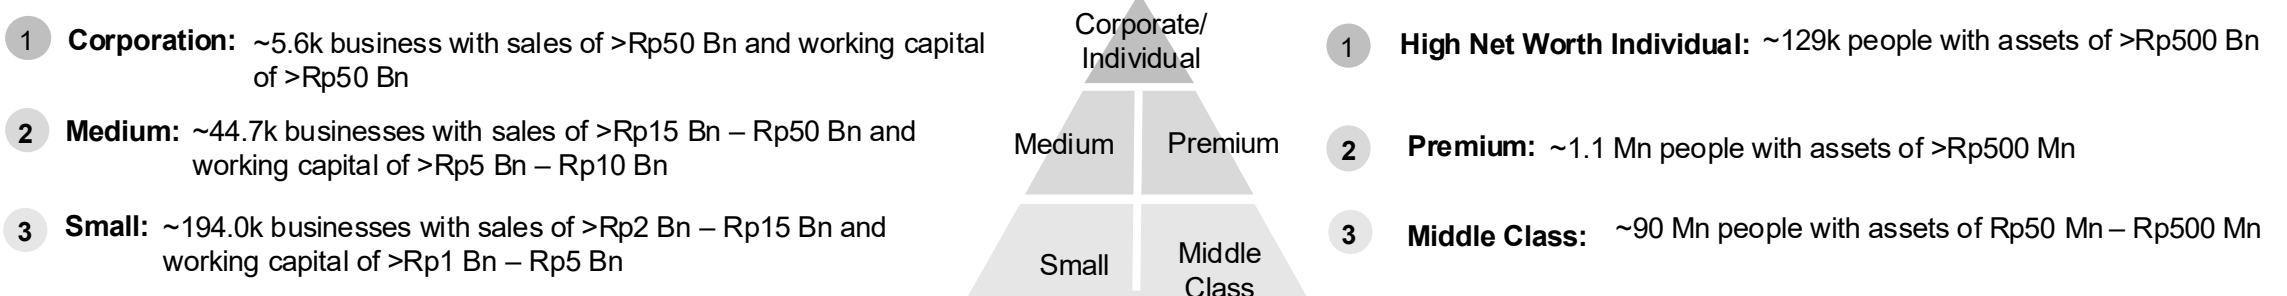 1 Corporation: ~5.6k business with sales of >Rp50 Bn and working capital
of >Rp50 Bn
2 Medium: ~44.7k businesses with sales of >Rp15 Bn – Rp50 Bn and
working capital of >Rp5 Bn – Rp10 Bn
3 Small: ~194.0k businesses with sales of >Rp2 Bn – Rp15 Bn and
working capital of >Rp1 Bn – Rp5 Bn
Corporate/
Individual
Medium
Premium
Small
Middle
Class
1 High Net Worth Individual: ~129k people with assets of >Rp500 Bn
2 Premium: ~1.1 Mn people with assets of >Rp500 Mn
3 Middle Class: ~90 Mn people with assets of Rp50 Mn – Rp500 Mn